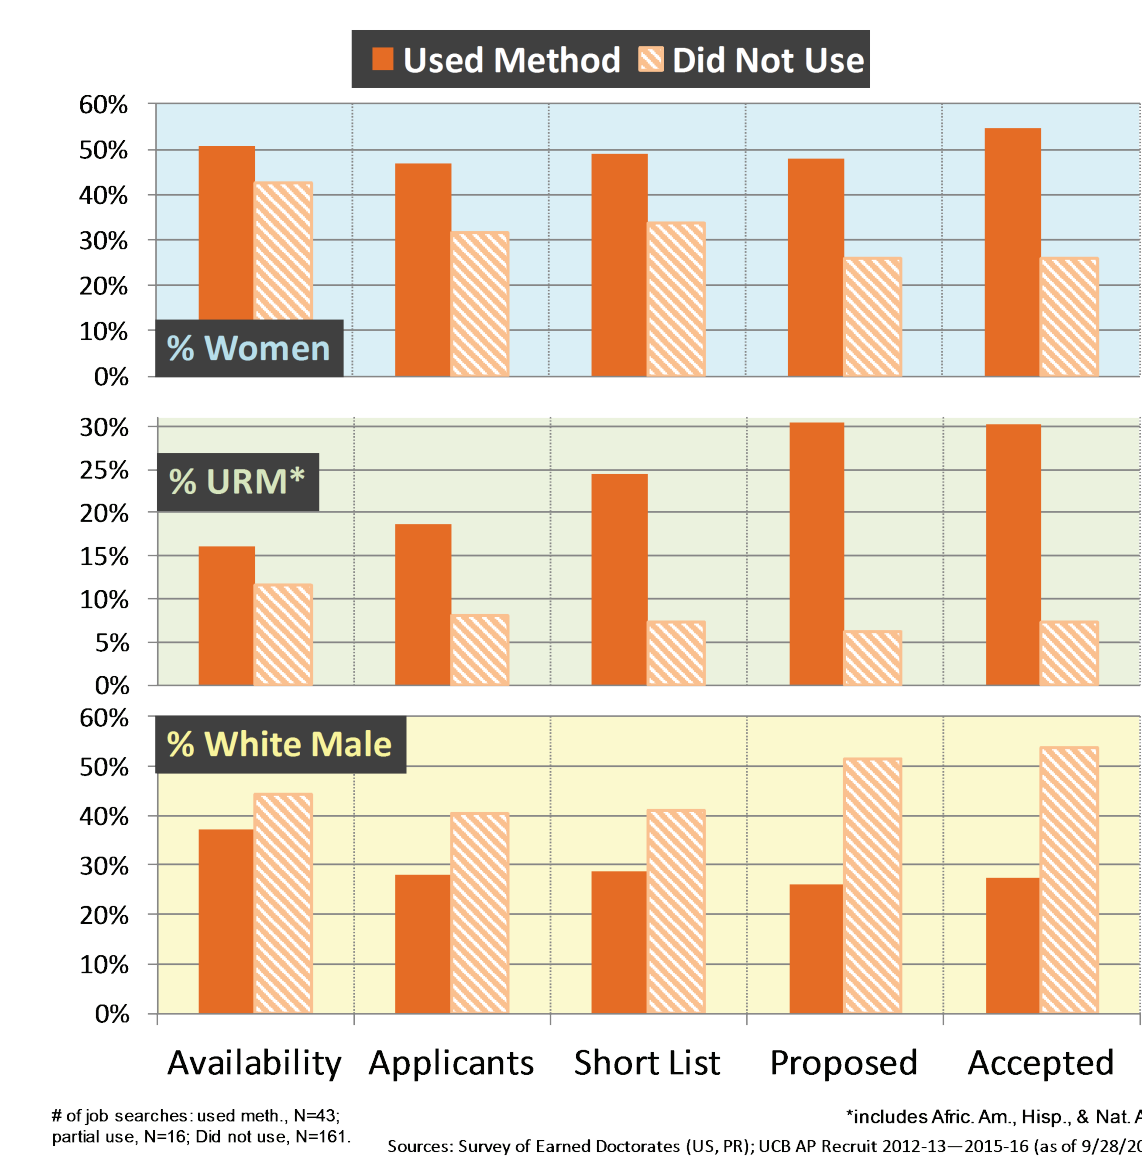 Used Method Did Not Use
60%
50%
40%
30%
20%
10%
0%
% Women
30%
25%
20%
15%
10%
5%
0%
% URM*
60%
50%
40%
30%
20%
10%
0%
% White Male
Availability Applicants Short List Proposed Accepted
# of job searches: used meth., N=43;
partial use, N=16; Did not use, N=161.
*includes Afric. Am., Hisp., & Nat.
Sources: Survey of Earned Doctorates (US, PR); UCB AP Recruit 2012-13—2015-16 (as of